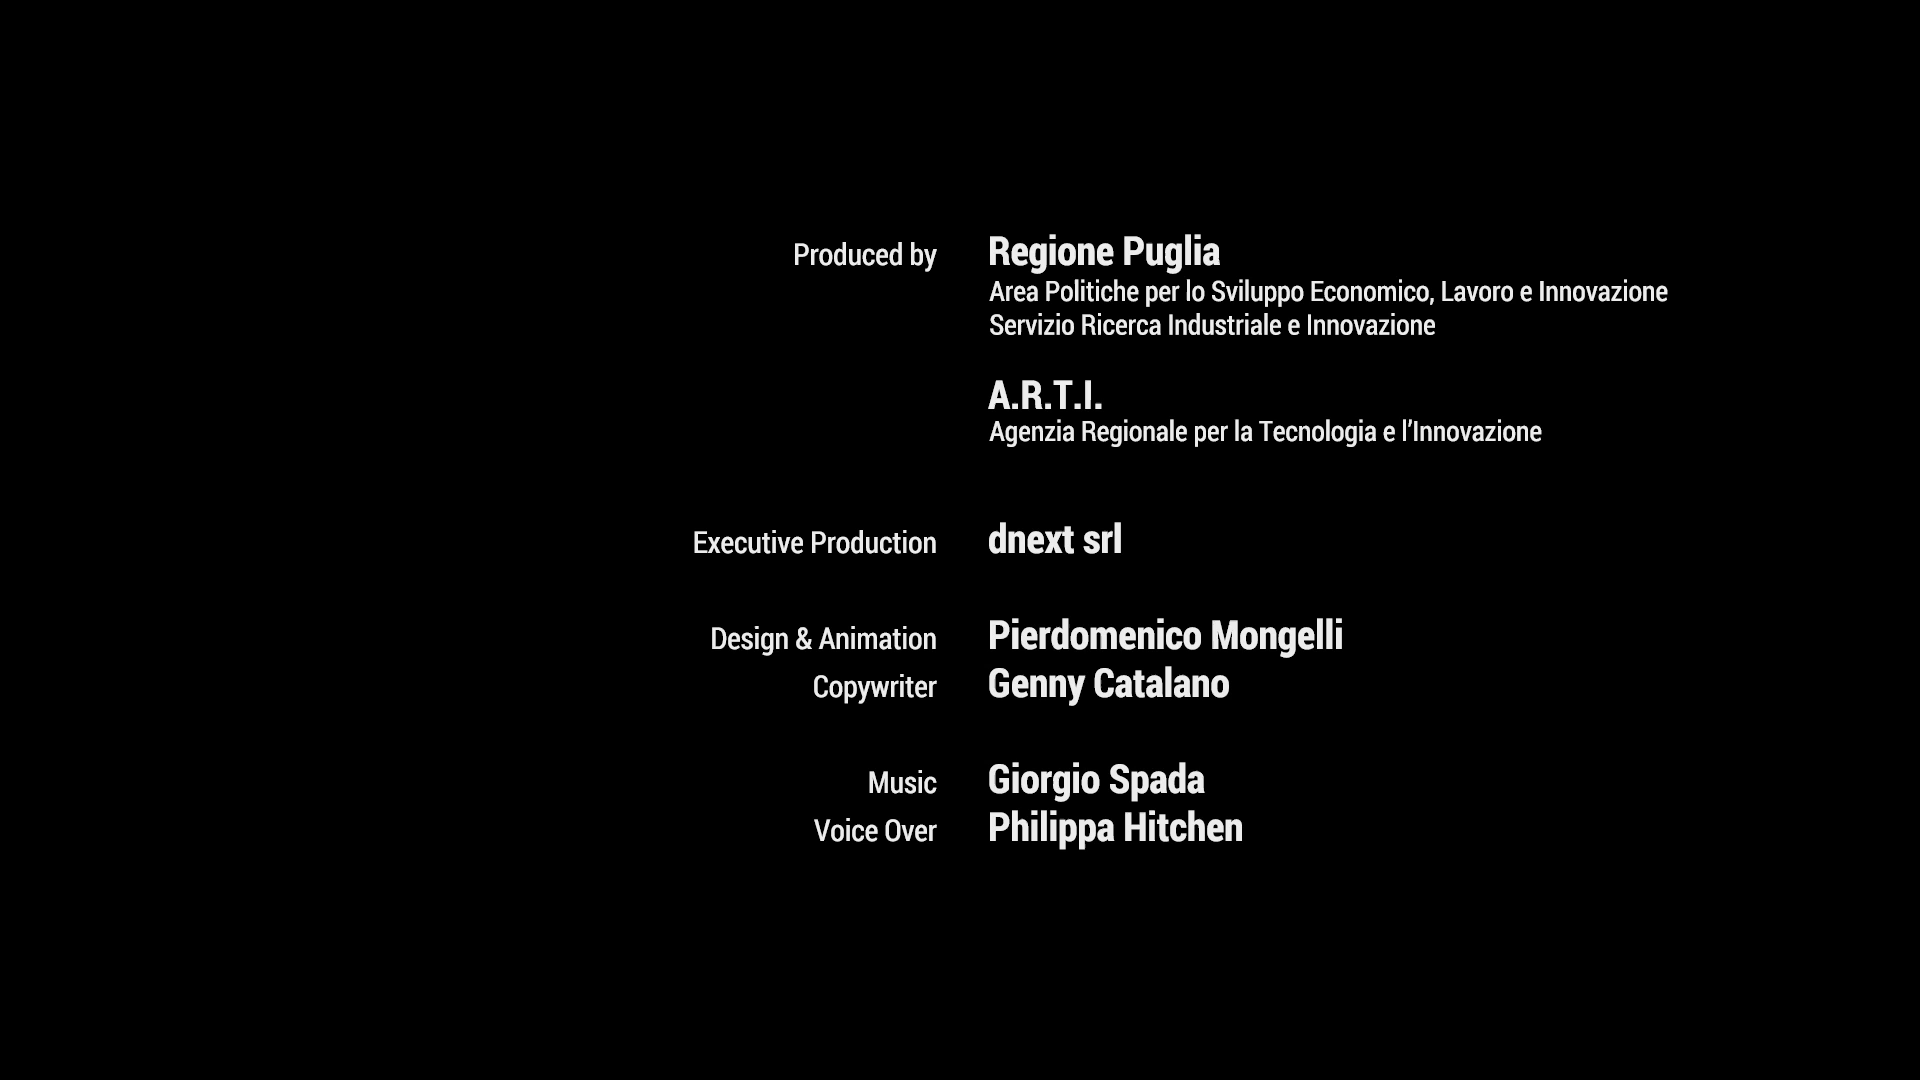 Produced by Regione Puglia
Area Politiche per lo Sviluppo Economico, Lavoro e Innovazione
Servizio Ricerca Industriale e Innovazione
A.R.T.I.
Agenzia Regionale per la Tecnologia e l’Innovazione
Executive Production dnext srl
Design & Animation Pierdomenico Mongelli
Copywriter Genny Catalano
Music Giorgio Spada
Voice Over Philippa Hitchen